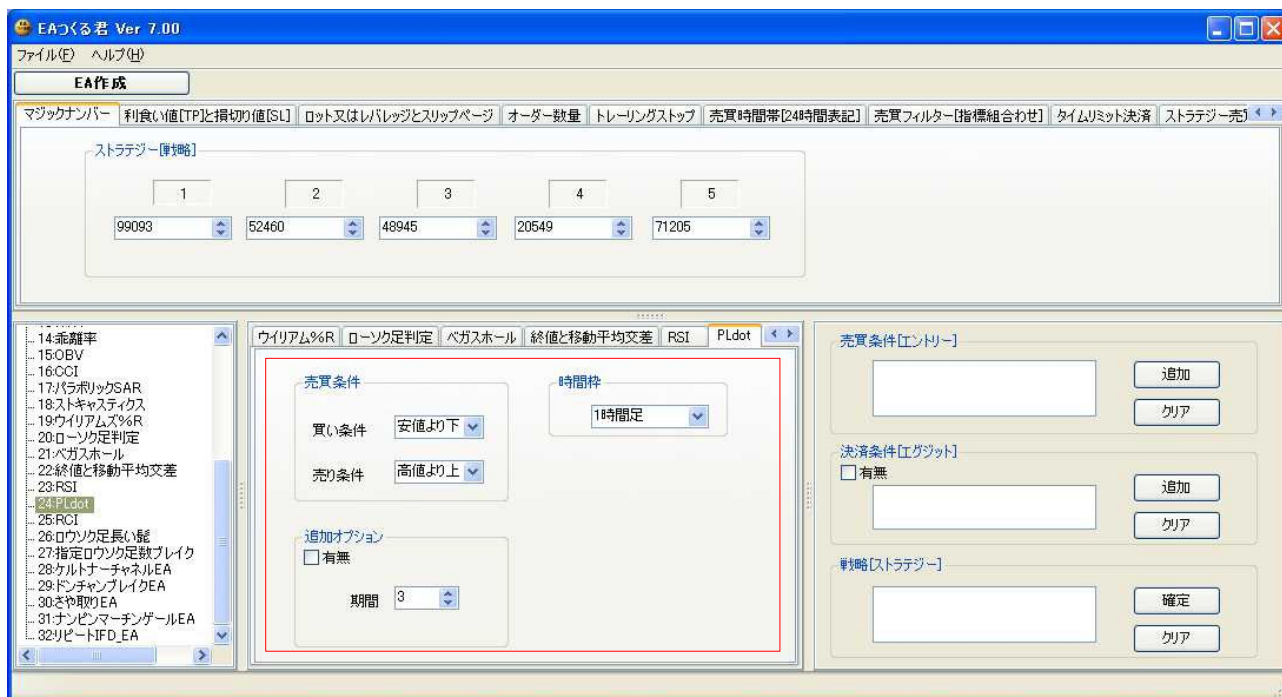 EAつくる君 Ver 7.00
ファイル(F) ヘルプ(H)
EA作成
マジックナンバー 利食い値[TP]と損切り値[SL] ロット又はレバレッジとスリップページ オーダー数量 トレーリングストップ 売買時間帯[24時間表記] 売買フィルター[指標組合わせ] タイムリミット決済 ストラテジー売
ストラテジー[戦略]
1 2 3 4 5
99093 52460 48945 20549 71205
14:乖離率
15:OBV
16:CCI
17:パラボリックSAR
18:ストキャスティクス
19:ウイリアムズ%R
20:ローソク足判定
21:ベガスホール
22:終値と移動平均交差
23:RSI
24:PLdot
25:RCI
26:ロウソク足長い髭
27:指定ロウソク足数ブレイク
28:ケルトナーチャネルEA
29:ドンチャンブレイクEA
30:さや取りEA
31:ナンピンマーチンゲールEA
32:リピートIFD_EA
ウイリアム%R ローソク足判定 ベガスホール 終値と移動平均交差 RSI PLdot
売買条件
買い条件 安値より下
売り条件 高値より上
時間枠
1時間足
追加オプション
有無
期間 3
売買条件[エントリー]
追加
クリア
決済条件[エグジット]
有無
追加
クリア
戦略[ストラテジー]
確定
クリア